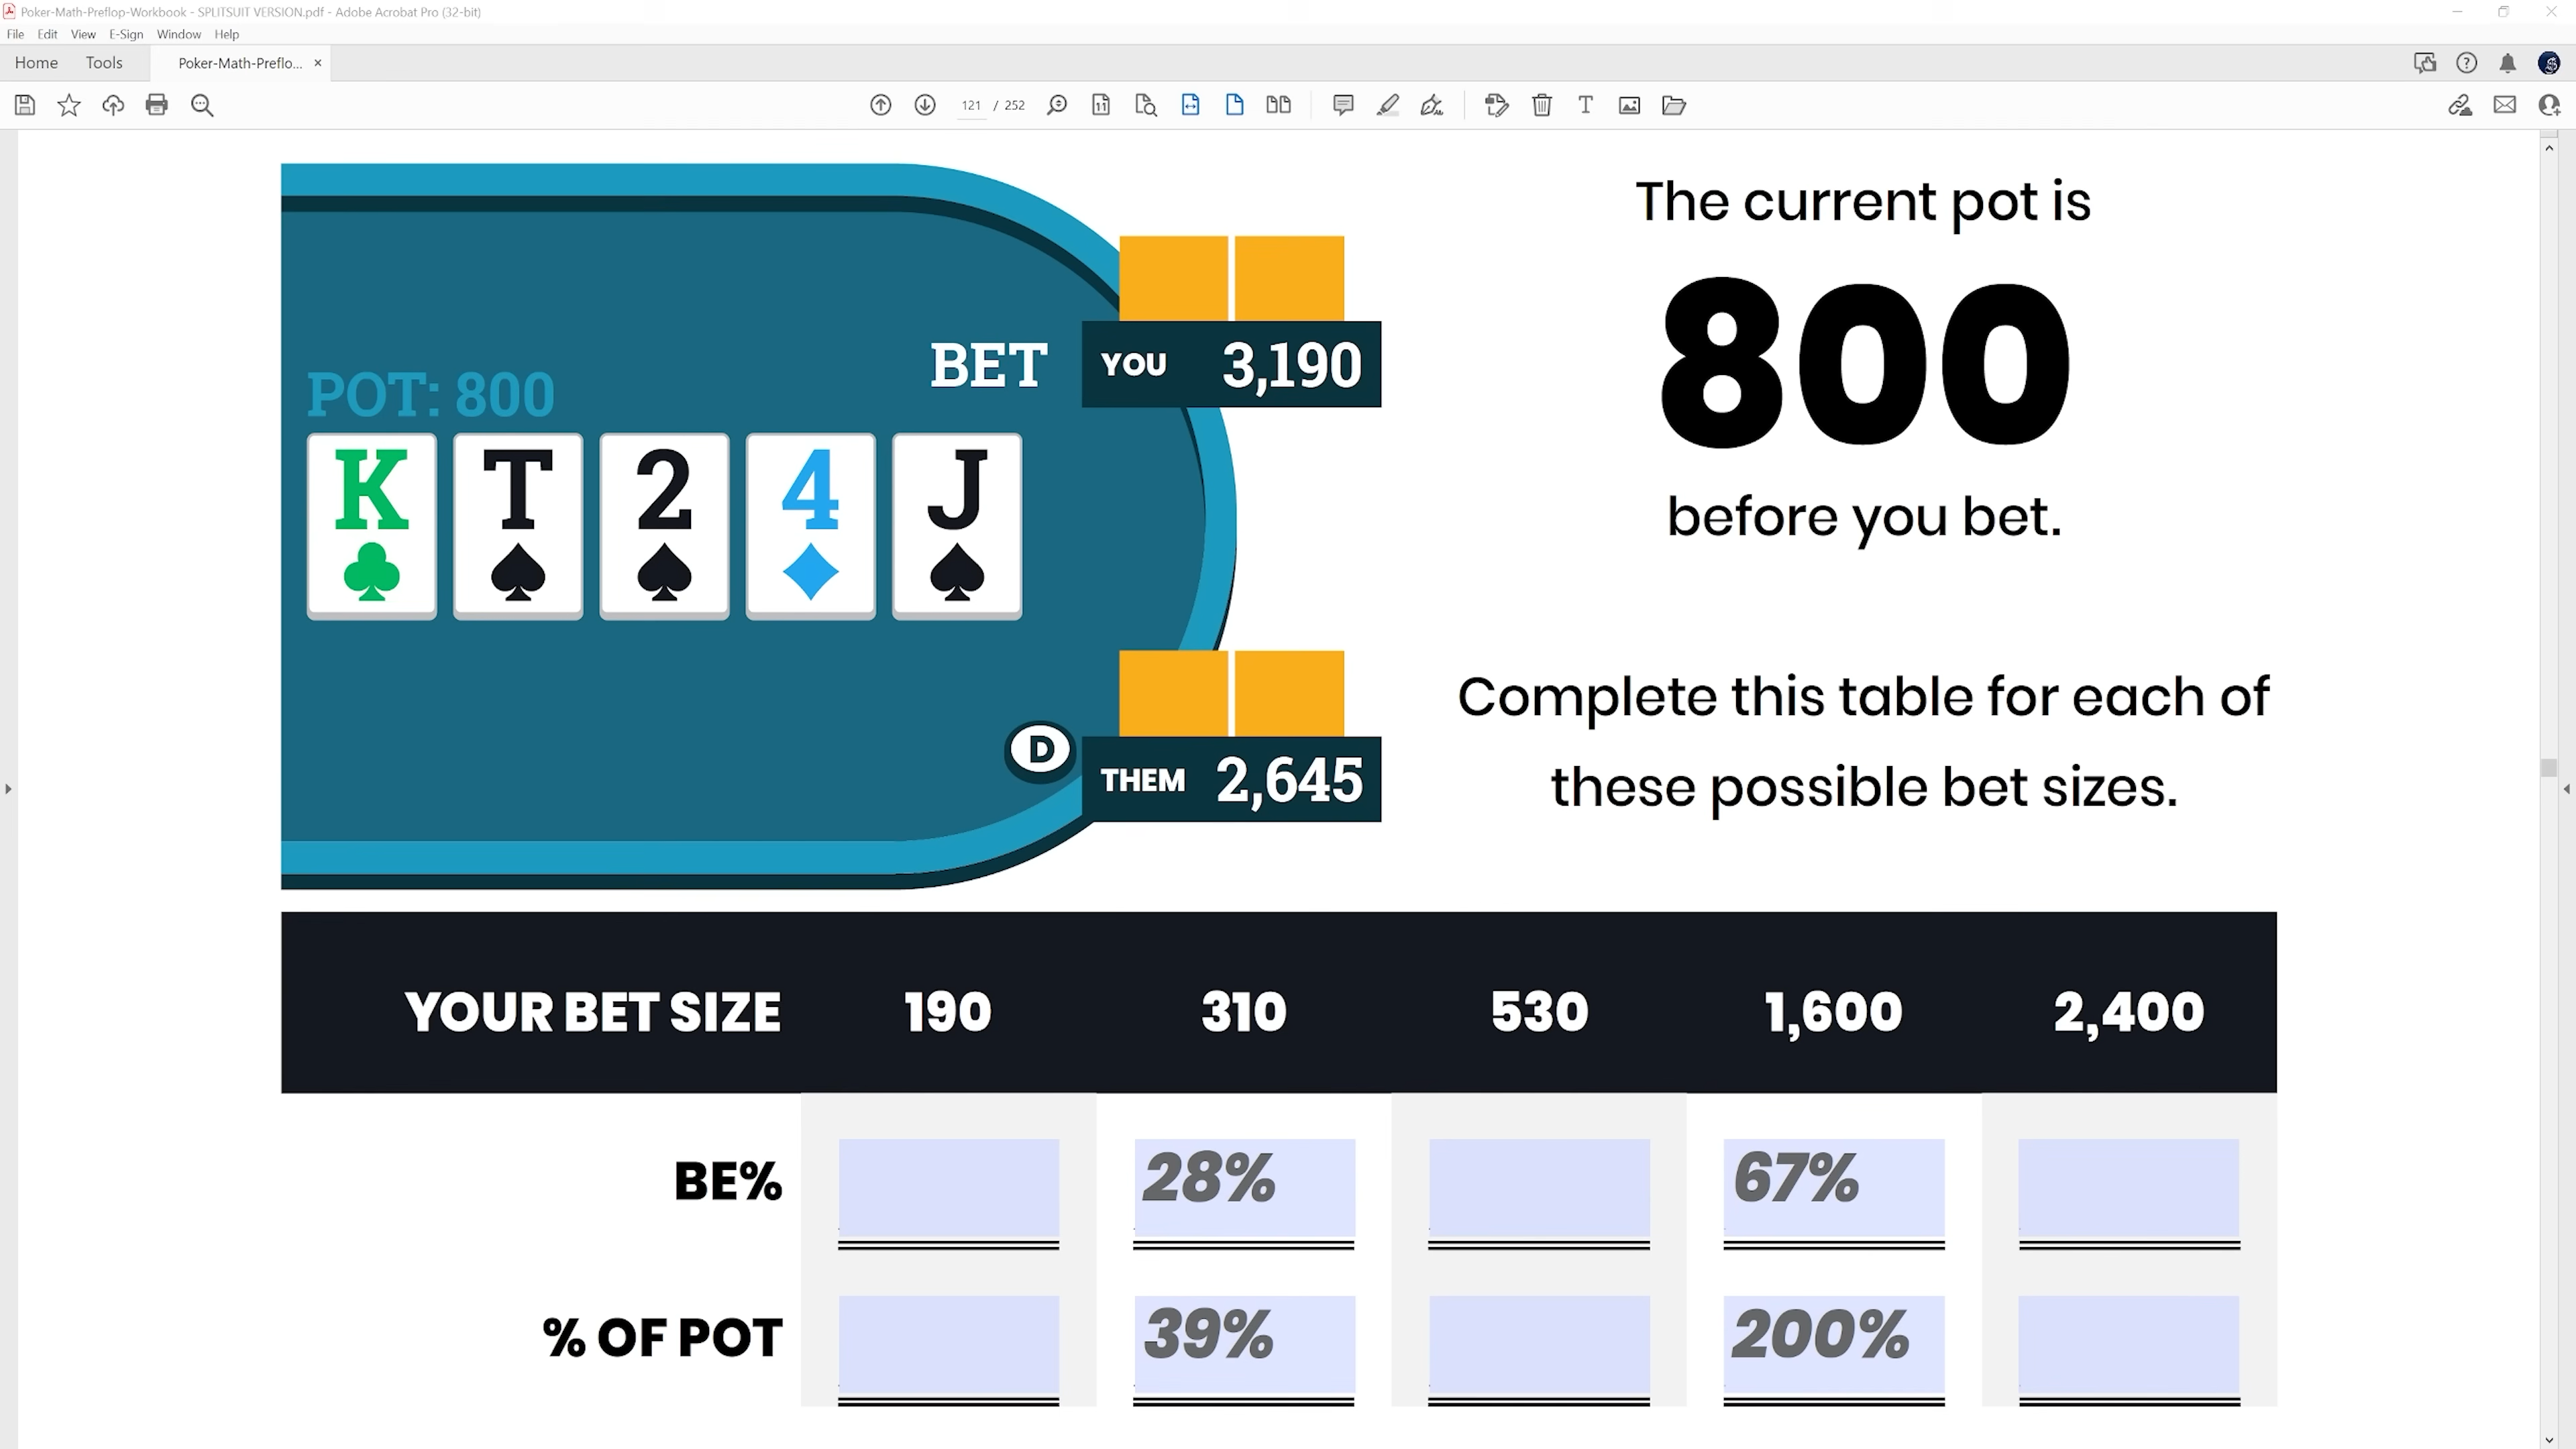 Poker-Math-Preflop-Workbook - SPLITSUIT VERSION.pdf - Adobe Acrobat Pro (32-bit)
File Edit View E-Sign Window Help
Home Tools Poker-Math-Preflo... ×
121 / 252
The current pot is
800
before you bet.
BET YOU 3,190
POT: 800
K T 2 4 J
D THEM 2,645
Complete this table for each of
these possible bet sizes.
YOUR BET SIZE 190 310 530 1,600 2,400
BE% 28% 67%
% OF POT 39% 200%